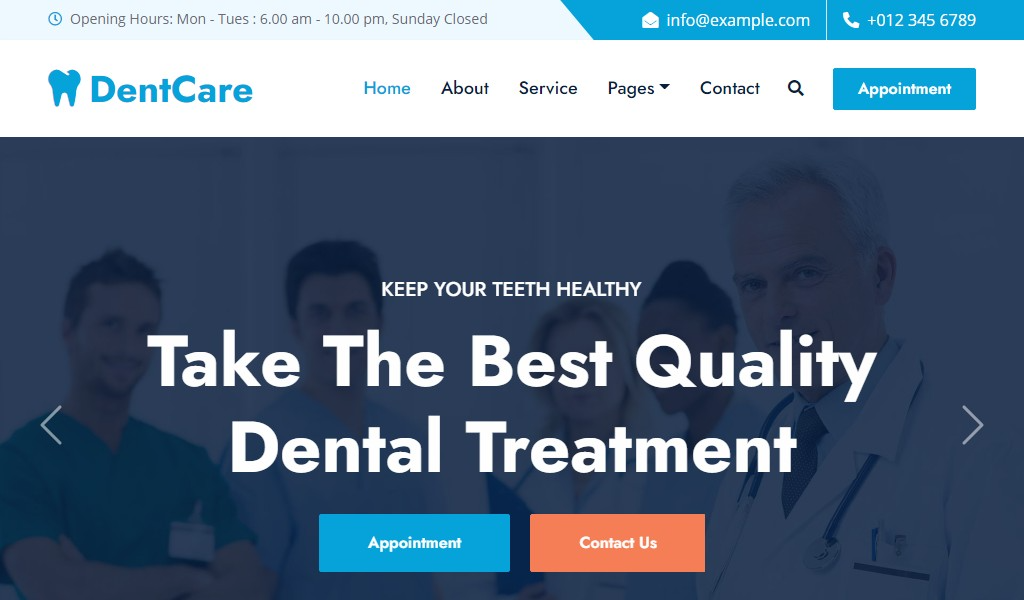 Opening Hours: Mon - Tues : 6.00 am - 10.00 pm, Sunday Closed
info@example.com
+012 345 6789
DentCare
Home
About
Service
Pages
Contact
Appointment
KEEP YOUR TEETH HEALTHY
Take The Best Quality
Dental Treatment
Appointment
Contact Us